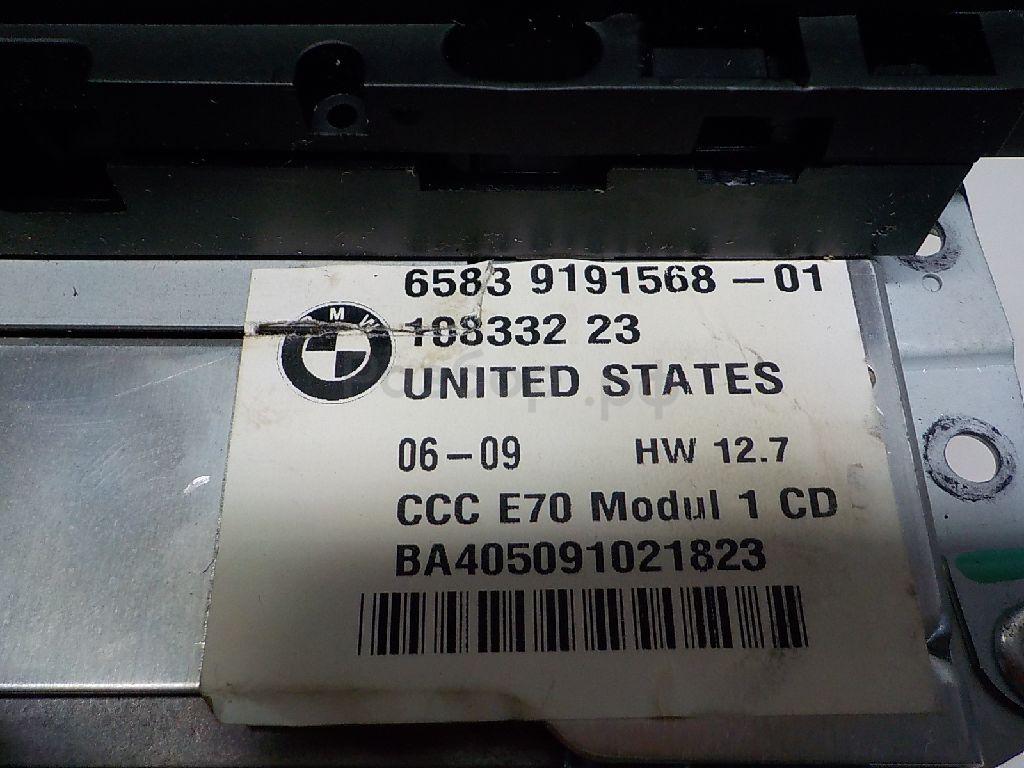 6583 9191568-01
108332 23
UNITED STATES
06-09 HW 12.7
CCC E70 Modul 1 CD
BA405091021823